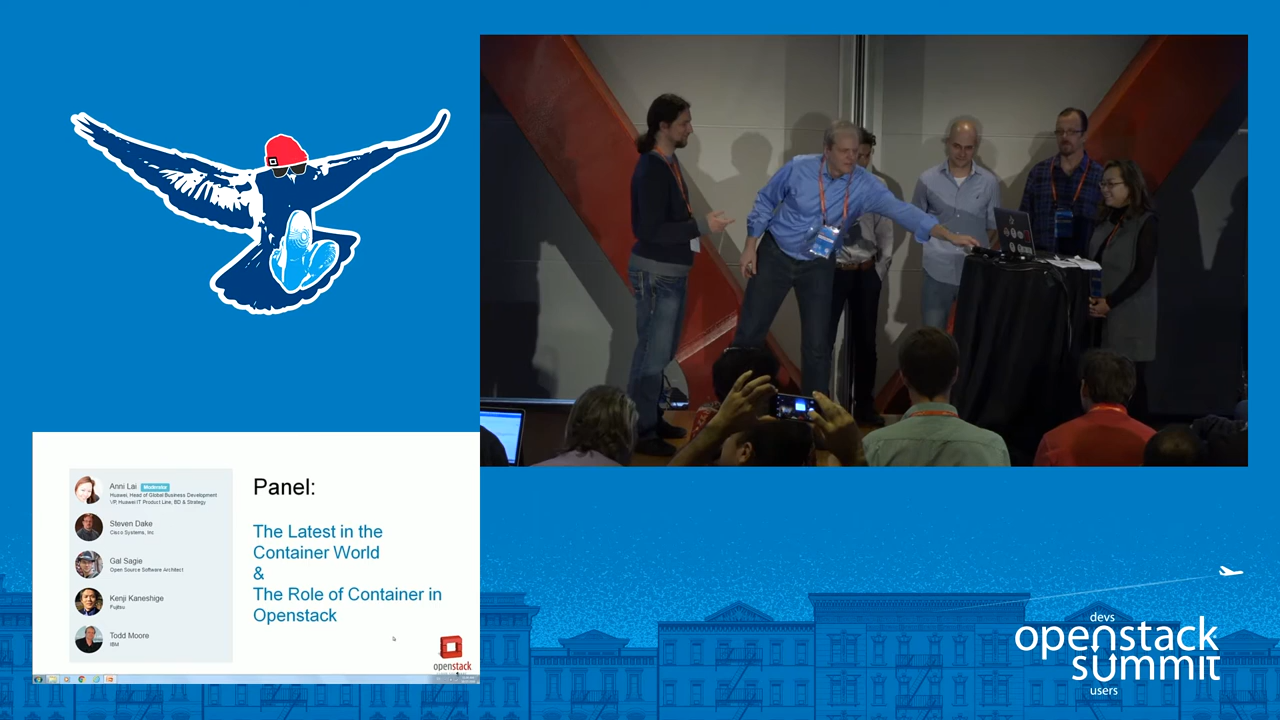 Anni Lai Moderator
Huawei, Head of Global Business Development
VP, Huawei IT Product Line, BD & Strategy
Steven Dake
Cisco Systems, Inc
Gal Sagie
Open Source Software Architect
Kenji Kaneshige
Fujitsu
Todd Moore
IBM
Panel:
The Latest in the
Container World
&
The Role of Container in
Openstack
openstack
devs
openstack
summit
users